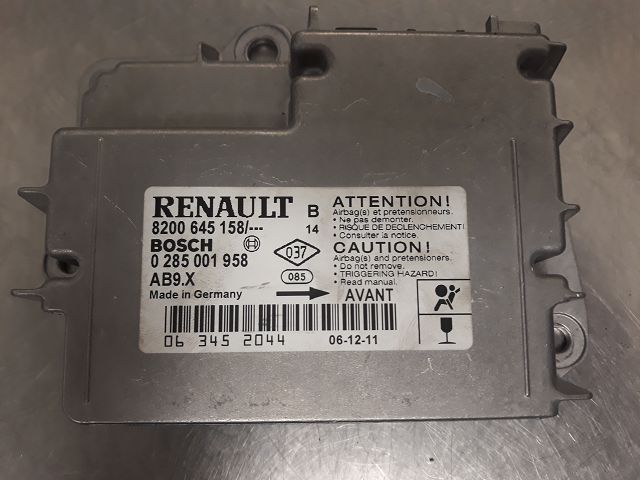 RENAULT B
8200 645 158/--- 14
BOSCH
0 285 001 958 037
AB9.X 085
Made in Germany AVANT
06 345 2044 06-12-11
ATTENTION!
Airbag(s) et pretensionneurs.
• Ne pas demonter.
• RISQUE DE DECLENCHEMENT!
• Consulter la notice.
CAUTION!
Airbag(s) and pretensioners.
• Do not remove.
• TRIGGERING HAZARD!
• Read manual.